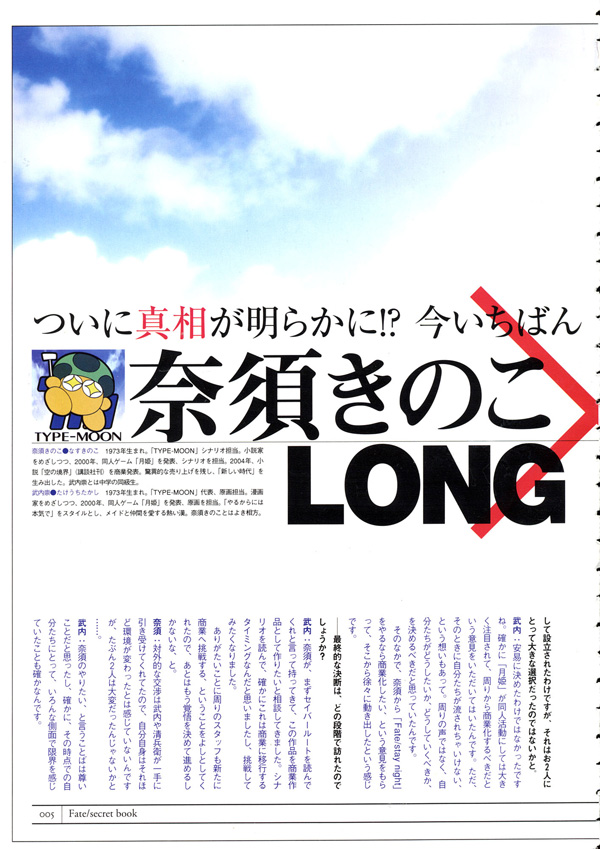 ついに真相が明らかに!? 今いちばん
奈須きのこ
LONG
TYPE-MOON
奈須きのこ●なすきのこ 1973年生まれ。「TYPE-MOON」シナリオ担当。小説家
をめざしつつ、2000年、同人ゲーム『月姫』を発表、シナリオを担当。2004年、小
説『空の境界』(講談社刊)を商業発表。驚異的な売り上げを残し、「新しい時代」を
生み出した。武内崇とは中学の同級生。
武内崇●たけうちたかし 1973年生まれ。「TYPE-MOON」代表、原画担当。漫画
家をめざしつつ、2000年、同人ゲーム『月姫』を発表、原画を担当。「やるからには
本気で」をスタイルとし、メイドと仲間を愛する熱い漢。奈須きのことはよき相方。
して設立されたわけですが、それはお2人に
とって大きな選択だったのではないかと。
武内:安易に決めたわけではなかったです
ね。確かに『月姫』が同人活動にしては大き
く注目されて、周りから商業化するべきだと
いう意見をいただいてはいたんです。ただ、
そのときに自分たちが流されちゃいけない、
という想いもあって。周りの声ではなく、自
分たちがどうしたいか、どうしていくべきか、
を決めるべきだと思っていたんです。
そのなかで、奈須から「『Fate/stay night』
をやるなら商業化したい」という意見をもら
って、そこから徐々に動き出したという感じ
です。
――最終的な決断は、どの段階で訪れたので
しょうか?
武内:奈須が、まずセイバールートを読んで
くれと言って持ってきて、この作品を商業作
品として作りたいと相談してきました。シナ
リオを読んで、確かにこれは商業に移行する
タイミングなんだと思いましたし、挑戦して
みたくなりました。
ありがたいことに周りのスタッフも新たに
商業へ挑戦する、ということをよしとしてく
れたので、あとはもう覚悟を決めて進めるし
かないな、と。
奈須:対外的な交渉は武内や清兵衛が一手に
引き受けてくれてたので、自分自身はそれほ
ど環境が変わったとは感じていないんです
が、たぶん2人は大変だったんじゃないかと
……。
武内:奈須のやりたい、と言うことばは尊い
ことだと思ったし、確かに、その時点での自
分たちにとって、いろんな側面で限界を感じ
ていたことも確かなんです。
005 Fate/secret book